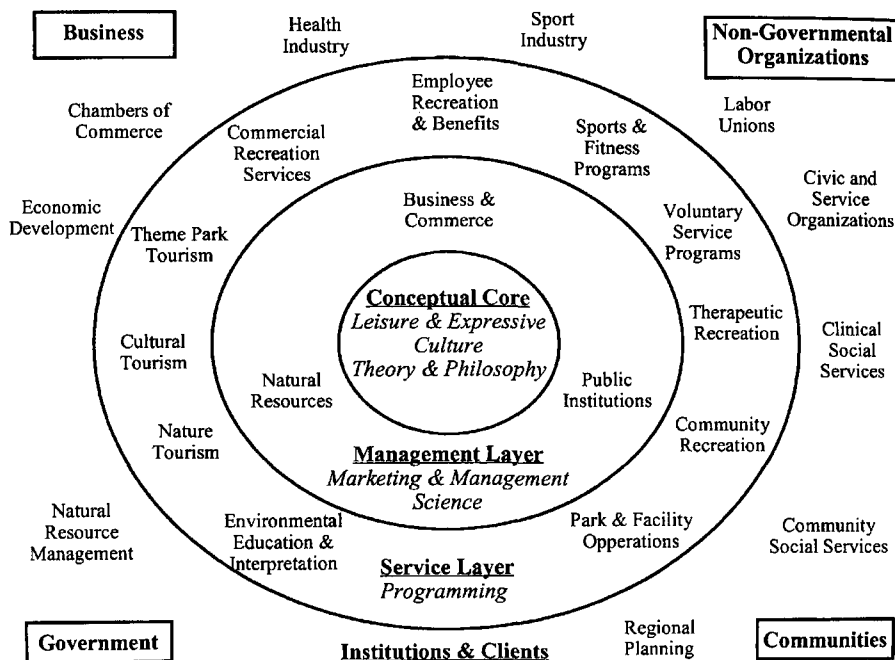 Business
Health
Industry
Sport
Industry
Non-Governmental
Organizations
Chambers of
Commerce
Commercial
Recreation
Services
Employee
Recreation
& Benefits
Sports &
Fitness
Programs
Labor
Unions
Economic
Development
Theme Park
Tourism
Business &
Commerce
Voluntary
Service
Programs
Civic and
Service
Organizations
Conceptual Core
Leisure & Expressive
Culture
Theory & Philosophy
Cultural
Tourism
Natural
Resources
Public
Institutions
Therapeutic
Recreation
Clinical
Social
Services
Nature
Tourism
Management Layer
Marketing & Management
Science
Community
Recreation
Natural
Resource
Management
Environmental
Education &
Interpretation
Service Layer
Programming
Park & Facility
Opperations
Community
Social Services
Government
Institutions & Clients
Regional
Planning
Communities